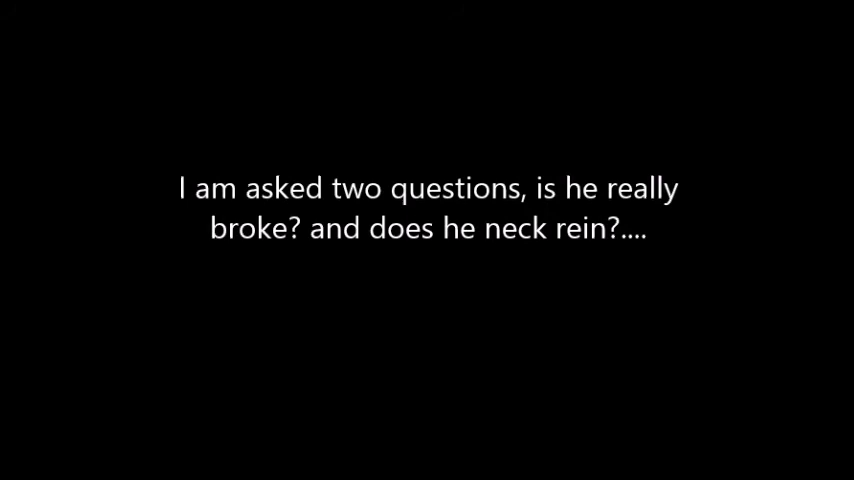 I am asked two questions, is he really
broke? and does he neck rein?....